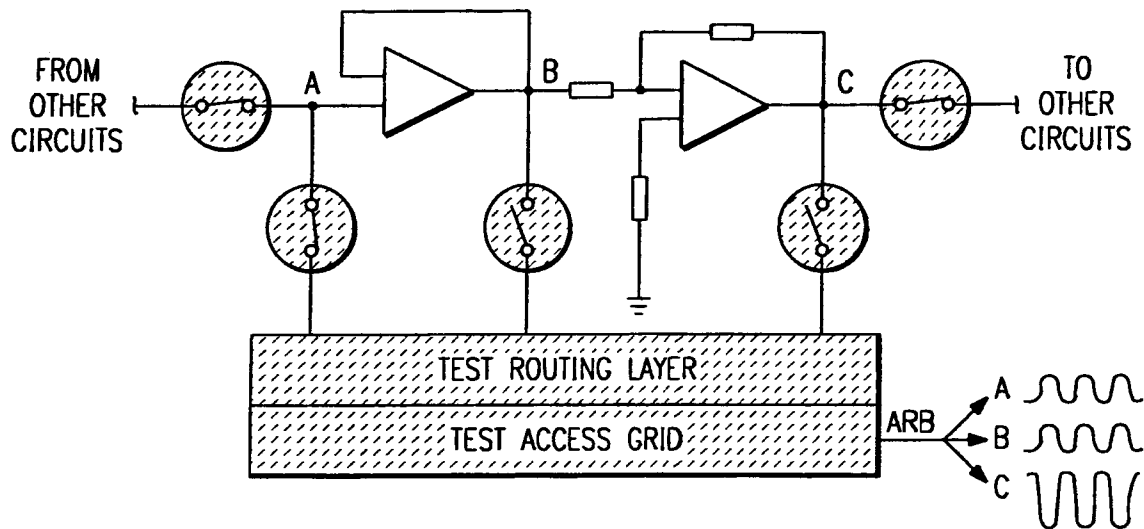 FROM
OTHER
CIRCUITS
A
B
C
TO
OTHER
CIRCUITS
TEST ROUTING LAYER
TEST ACCESS GRID
ARB
A
B
C